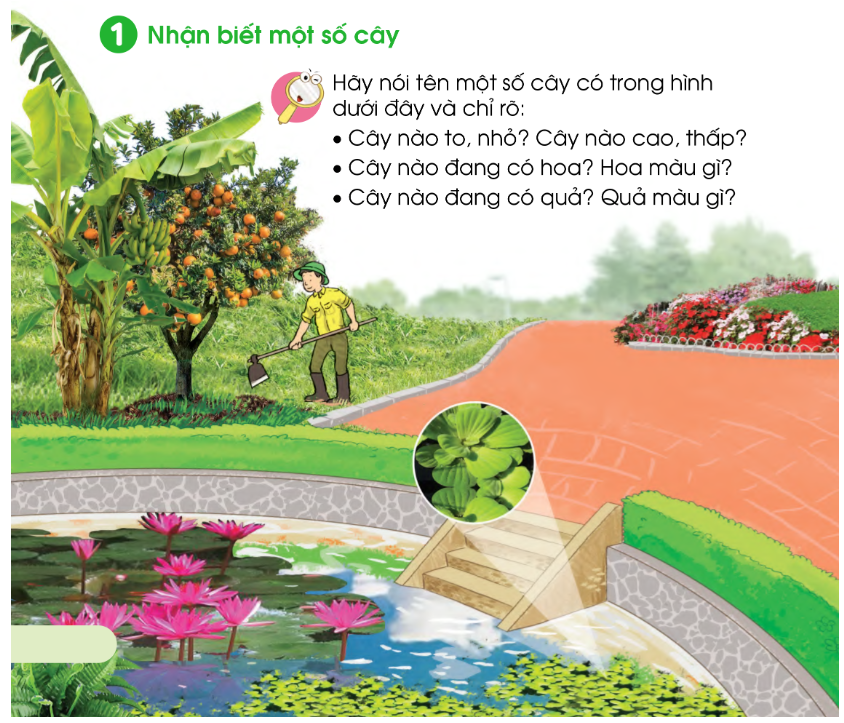 1 Nhận biết một số cây
Hãy nói tên một số cây có trong hình
dưới đây và chỉ rõ:
• Cây nào to, nhỏ? Cây nào cao, thấp?
• Cây nào đang có hoa? Hoa màu gì?
• Cây nào đang có quả? Quả màu gì?